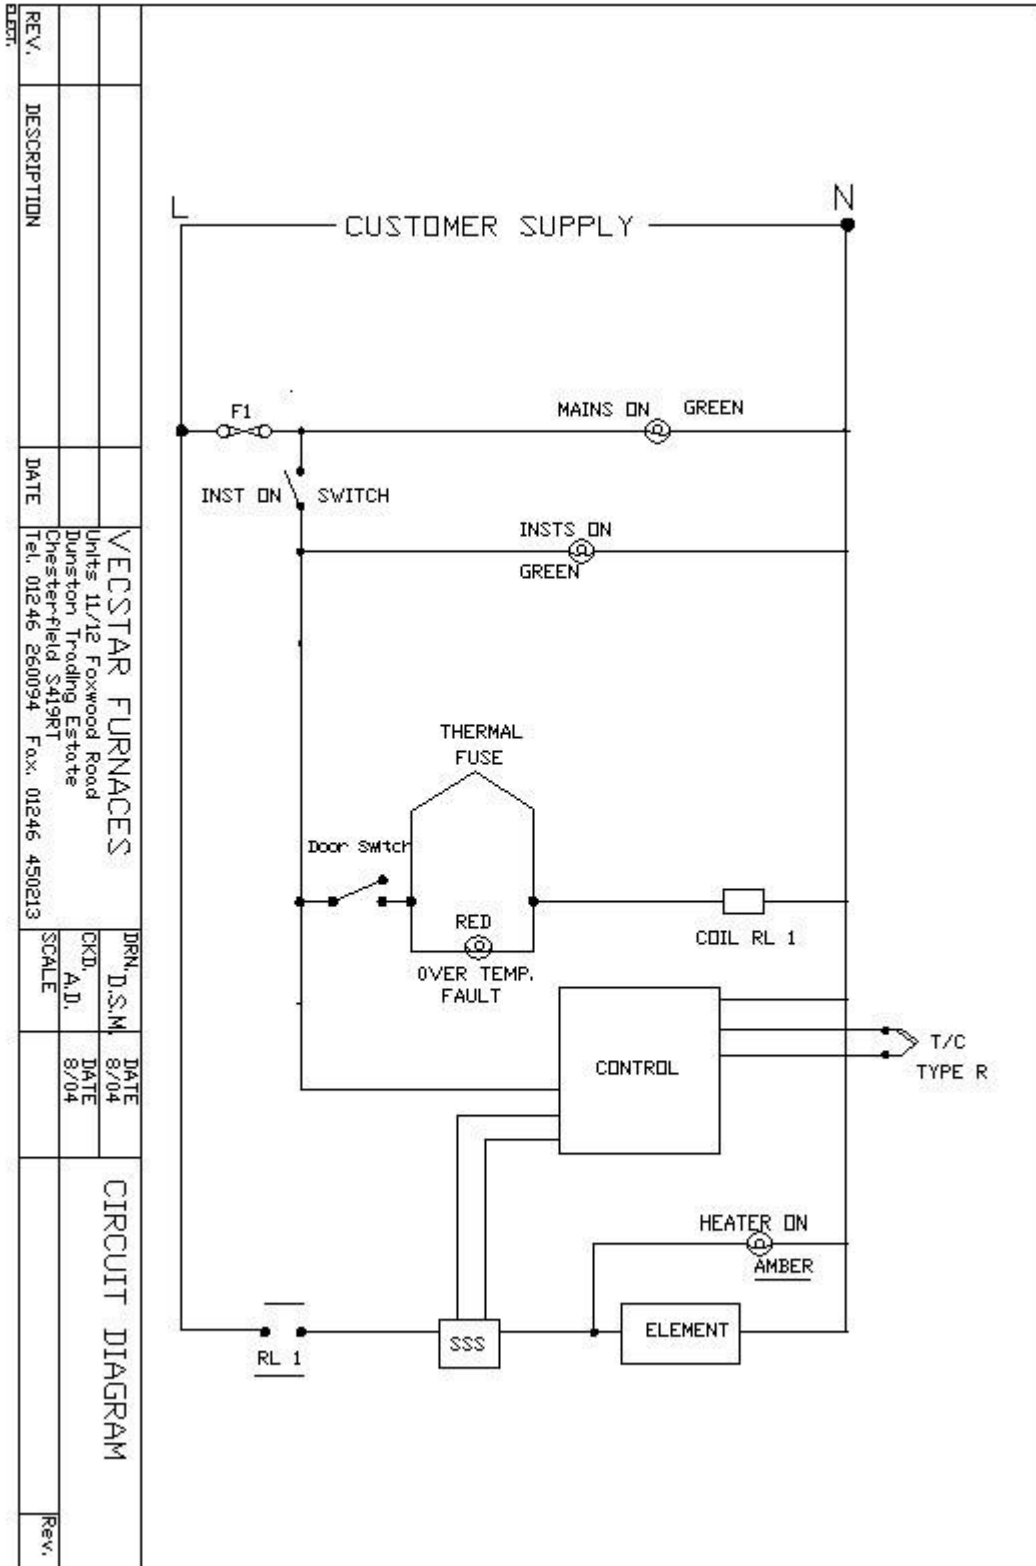 L
N
CUSTOMER SUPPLY
F1
MAINS ON
GREEN
INST ON
SWITCH
INSTS ON
GREEN
THERMAL
FUSE
Door Switch
RED
OVER TEMP.
FAULT
COIL RL 1
CONTROL
T/C
TYPE R
HEATER ON
AMBER
RL 1
SSS
ELEMENT
REV.
DESCRIPTION
DATE
VECSTAR FURNACES
Units 11/12 Foxwood Road
Dunston Trading Estate
Chesterfield S419RT
Tel. 01246 260094 Fax. 01246 450213
DRN. D.S.M.
DATE 8/04
CKD. A.D.
DATE 8/04
SCALE
CIRCUIT DIAGRAM
Rev.